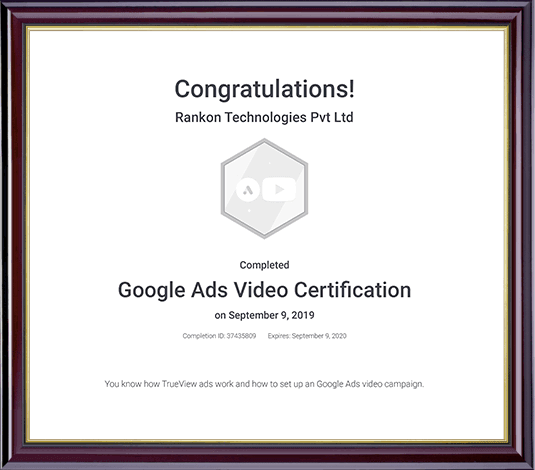 Congratulations!
Rankon Technologies Pvt Ltd
Completed
Google Ads Video Certification
on September 9, 2019
Completion ID: 37435809 Expires: September 9, 2020
You know how TrueView ads work and how to set up an Google Ads video campaign.